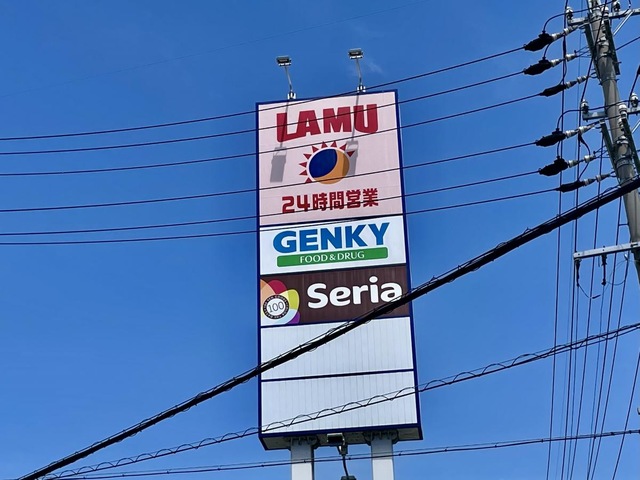 LAMU
24時間営業
GENKY
FOOD & DRUG
100
Seria